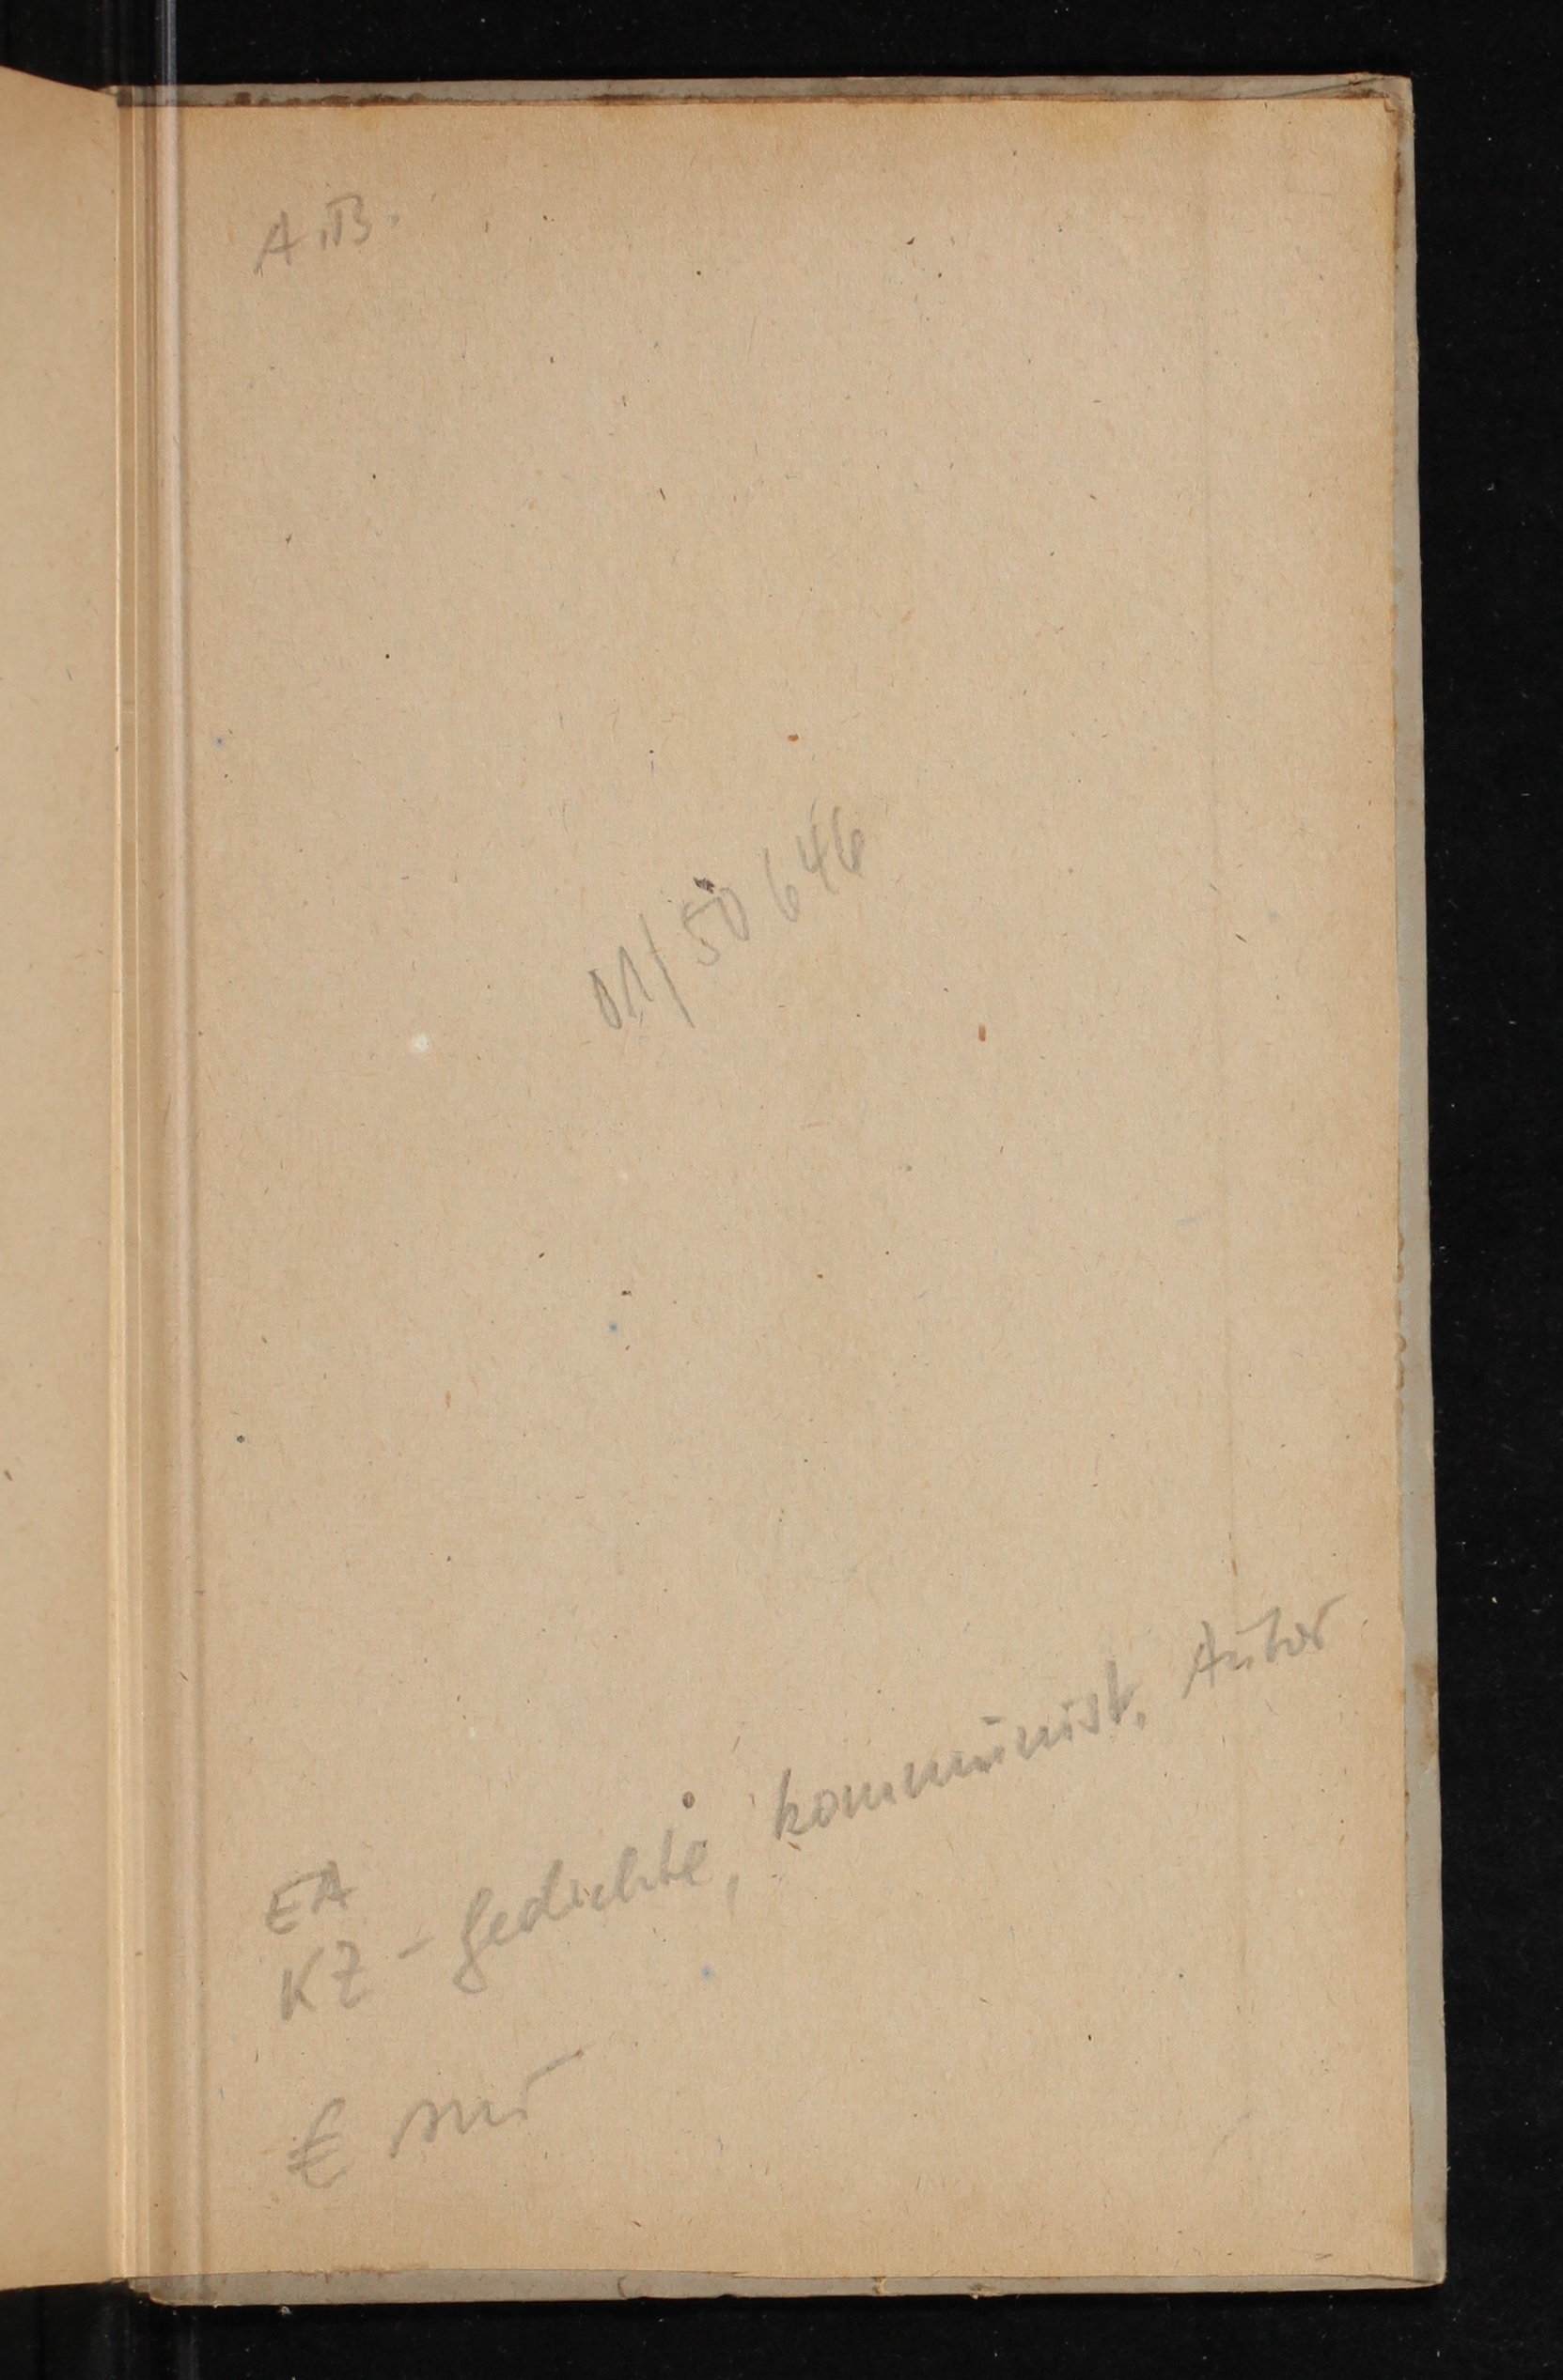 A.B.
01/50 646
EA
KZ-Gedichte, kommunist. Autor
€